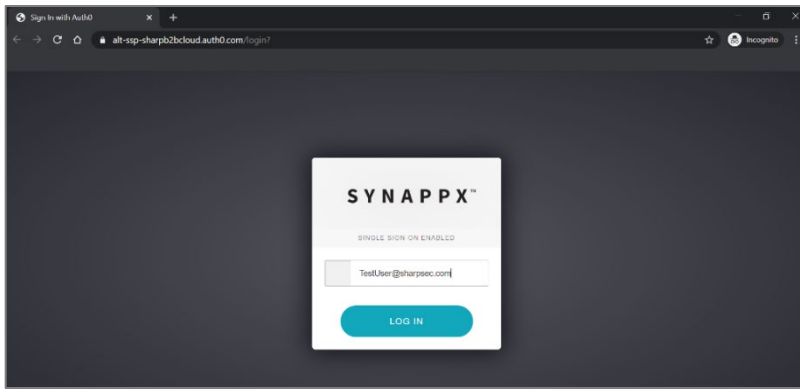 Sign In with Auth0
alt-ssp-sharpb2bcloud.auth0.com/login?
Incognito
SYNAPPX™
SINGLE SIGN ON ENABLED
TestUser@sharpsec.com
LOG IN